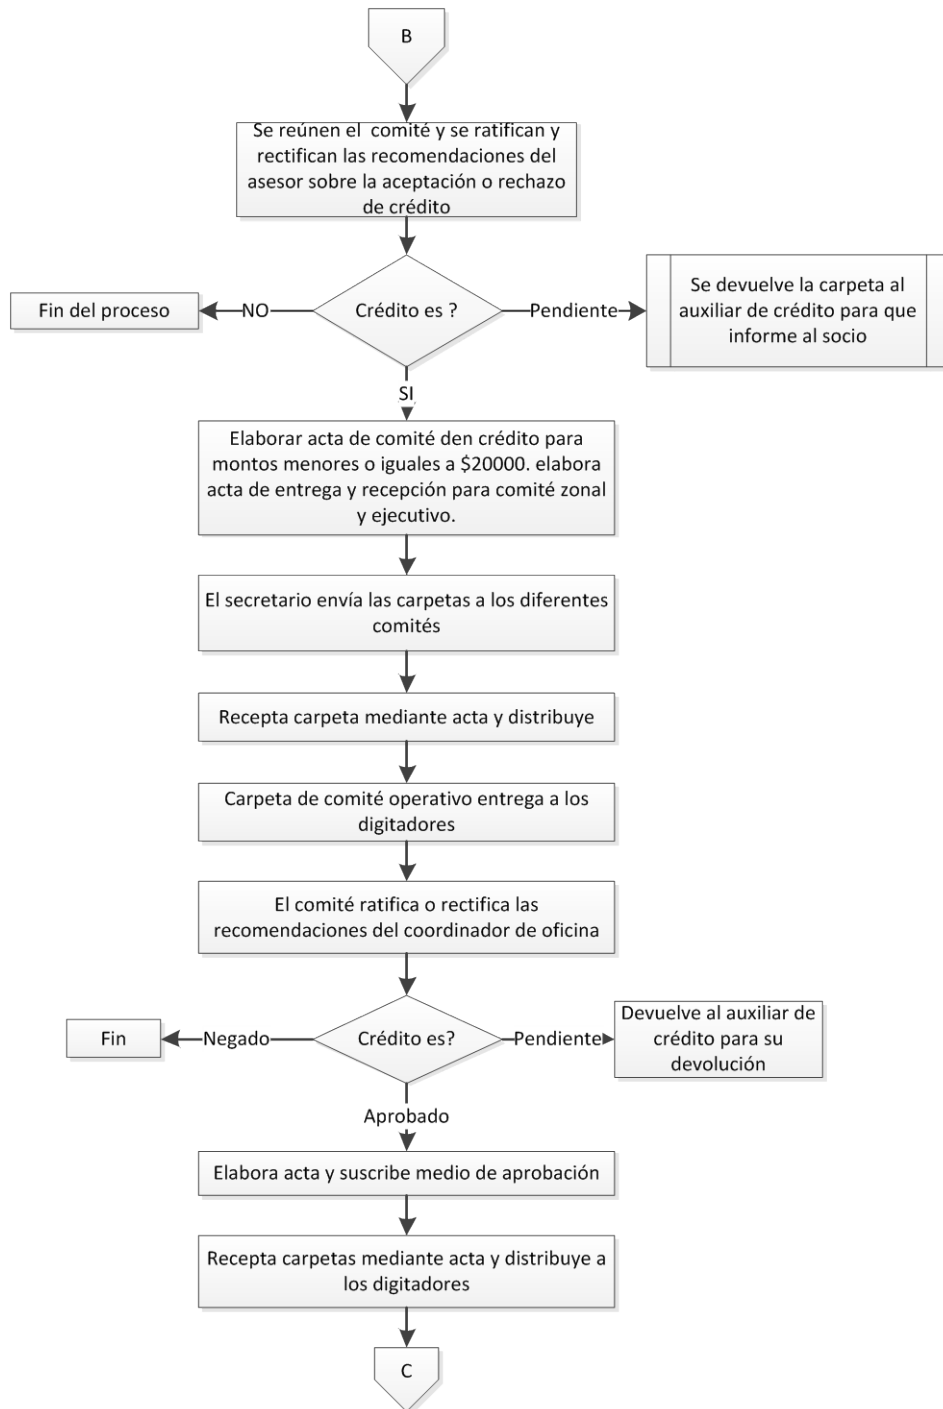 B
Se reúnen el comité y se ratifican y
rectifican las recomendaciones del
asesor sobre la aceptación o rechazo
de crédito
Fin del proceso
NO
Crédito es ?
Pendiente
Se devuelve la carpeta al
auxiliar de crédito para que
informe al socio
SI
Elaborar acta de comité den crédito para
montos menores o iguales a $20000. elabora
acta de entrega y recepción para comité zonal
y ejecutivo.
El secretario envía las carpetas a los diferentes
comités
Recepta carpeta mediante acta y distribuye
Carpeta de comité operativo entrega a los
digitadores
El comité ratifica o rectifica las
recomendaciones del coordinador de oficina
Fin
Negado
Crédito es?
Pendiente
Devuelve al auxiliar de
crédito para su
devolución
Aprobado
Elabora acta y suscribe medio de aprobación
Recepta carpetas mediante acta y distribuye a
los digitadores
C